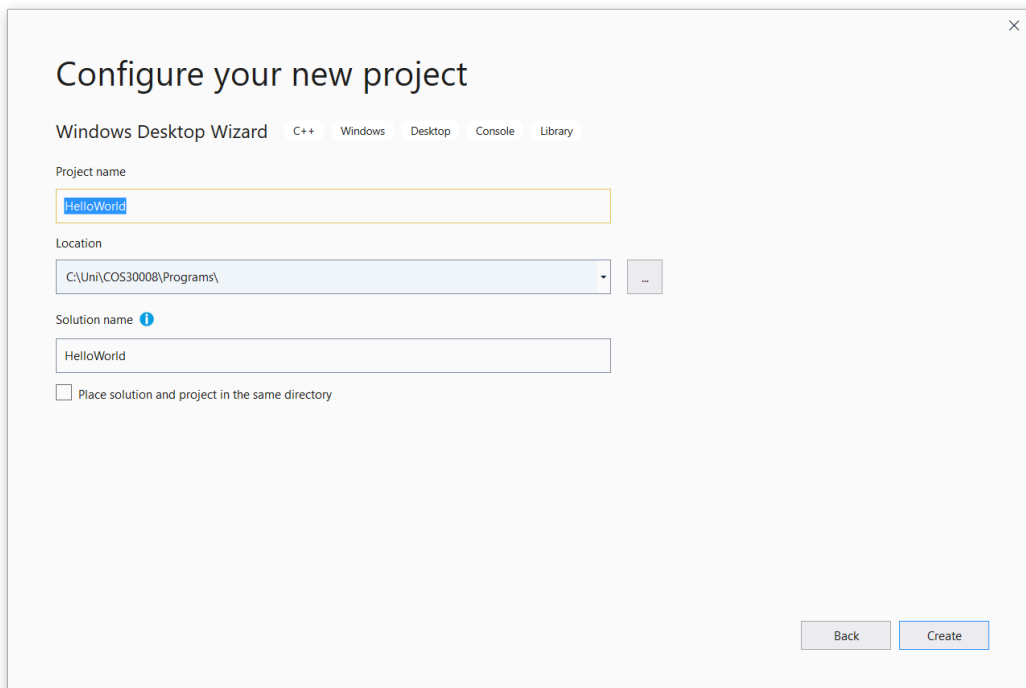 Configure your new project
Windows Desktop Wizard C++ Windows Desktop Console Library
Project name
HelloWorld
Location
C:\Uni\COS30008\Programs\
...
Solution name
HelloWorld
Place solution and project in the same directory
Back Create